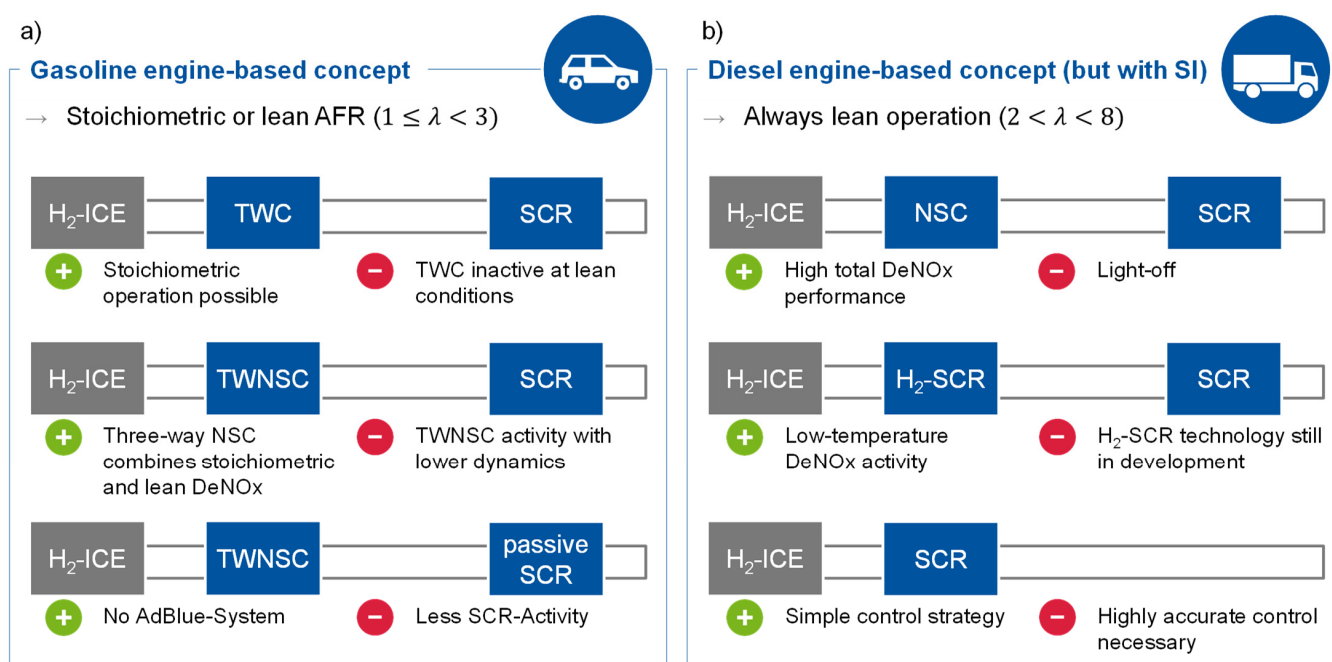 a)
Gasoline engine-based concept
→ Stoichiometric or lean AFR (1 ≤ λ < 3)
H₂-ICE
TWC
SCR
+ Stoichiometric
operation possible
− TWC inactive at lean
conditions
H₂-ICE
TWNSC
SCR
+ Three-way NSC
combines stoichiometric
and lean DeNOx
− TWNSC activity with
lower dynamics
H₂-ICE
TWNSC
passive
SCR
+ No AdBlue-System
− Less SCR-Activity
b)
Diesel engine-based concept (but with SI)
→ Always lean operation (2 < λ < 8)
H₂-ICE
NSC
SCR
+ High total DeNOx
performance
− Light-off
H₂-ICE
H₂-SCR
SCR
+ Low-temperature
DeNOx activity
− H₂-SCR technology still
in development
H₂-ICE
SCR
+ Simple control strategy
− Highly accurate control
necessary